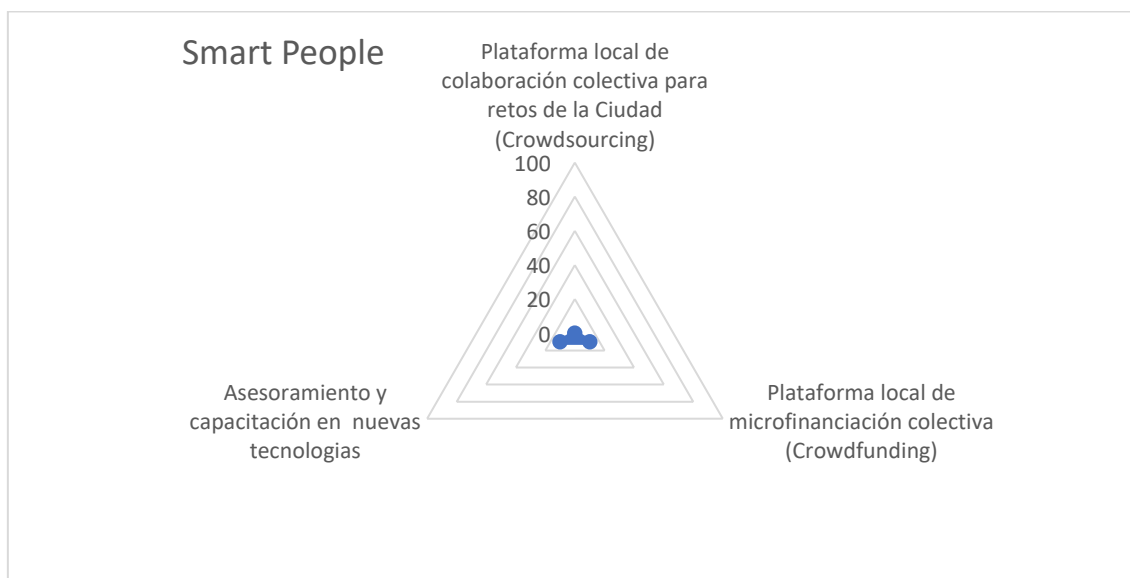 Smart People
Plataforma local de
colaboración colectiva para
retos de la Ciudad
(Crowdsourcing)
100
80
60
40
20
0
Asesoramiento y
capacitación en  nuevas
tecnologias
Plataforma local de
microfinanciación colectiva
(Crowdfunding)